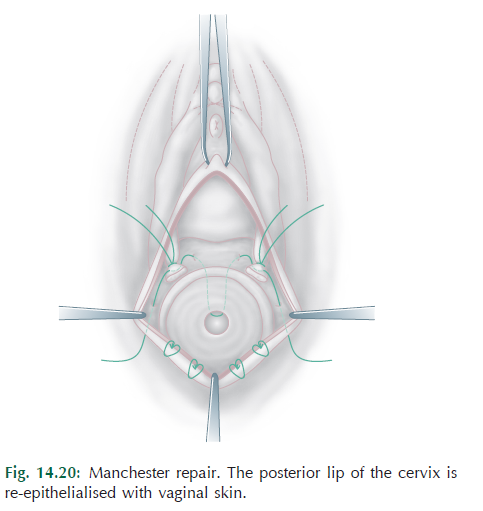 Fig. 14.20: Manchester repair. The posterior lip of the cervix is
re-epithelialised with vaginal skin.